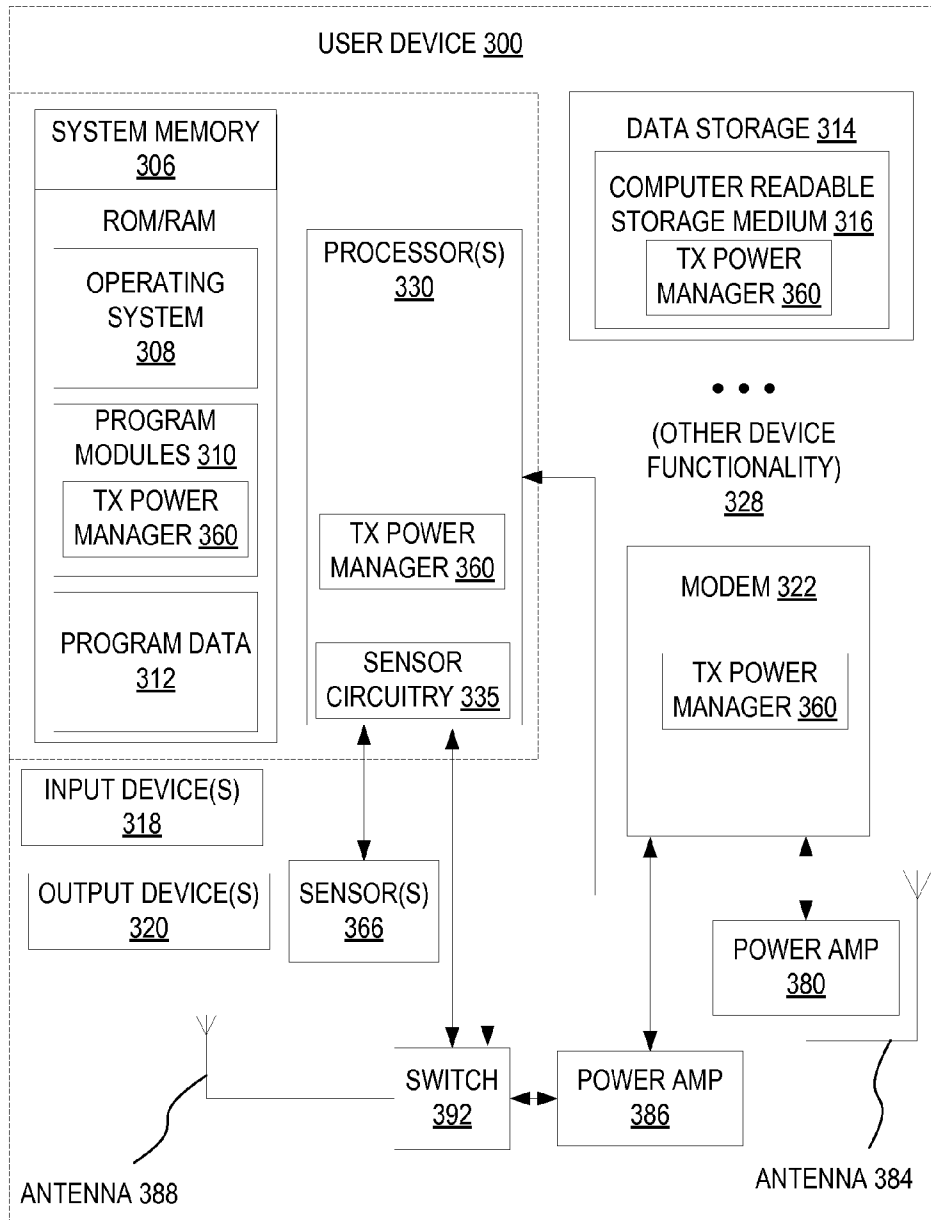 USER DEVICE 300
SYSTEM MEMORY
306
ROM/RAM
OPERATING
SYSTEM
308
PROGRAM
MODULES 310
TX POWER
MANAGER 360
PROGRAM DATA
312
PROCESSOR(S)
330
TX POWER
MANAGER 360
SENSOR
CIRCUITRY 335
DATA STORAGE 314
COMPUTER READABLE
STORAGE MEDIUM 316
TX POWER
MANAGER 360
(OTHER DEVICE
FUNCTIONALITY)
328
MODEM 322
TX POWER
MANAGER 360
INPUT DEVICE(S)
318
OUTPUT DEVICE(S)
320
SENSOR(S)
366
POWER AMP
380
SWITCH
392
POWER AMP
386
ANTENNA 388
ANTENNA 384